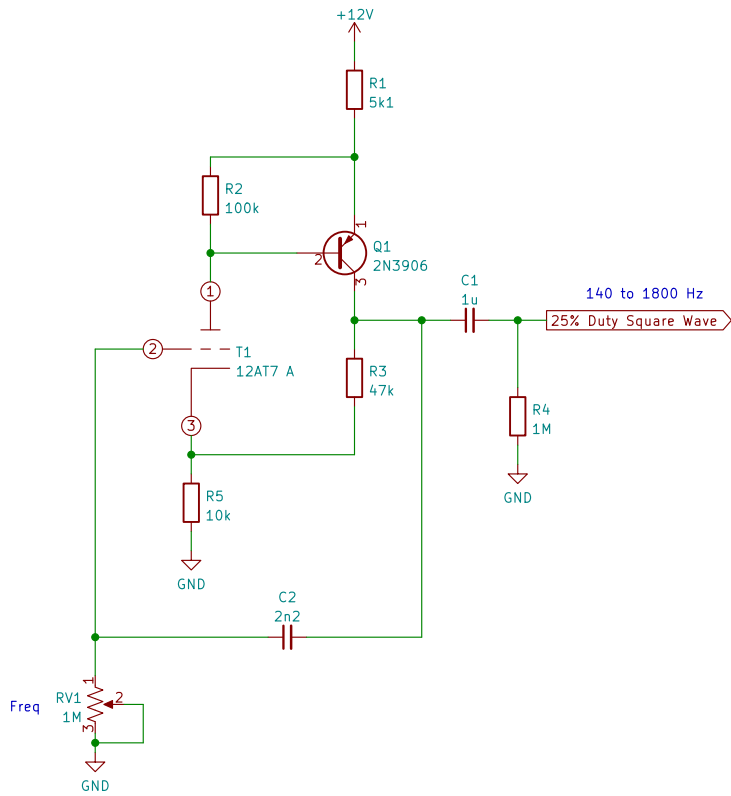 +12V
R1
5k1
R2
100k
1
Q1
2N3906
2
3
C1
1u
140 to 1800 Hz
25% Duty Square Wave
1
2
T1
12AT7 A
R3
47k
3
R4
1M
GND
R5
10k
GND
C2
2n2
1
RV1
1M
2
3
Freq
GND